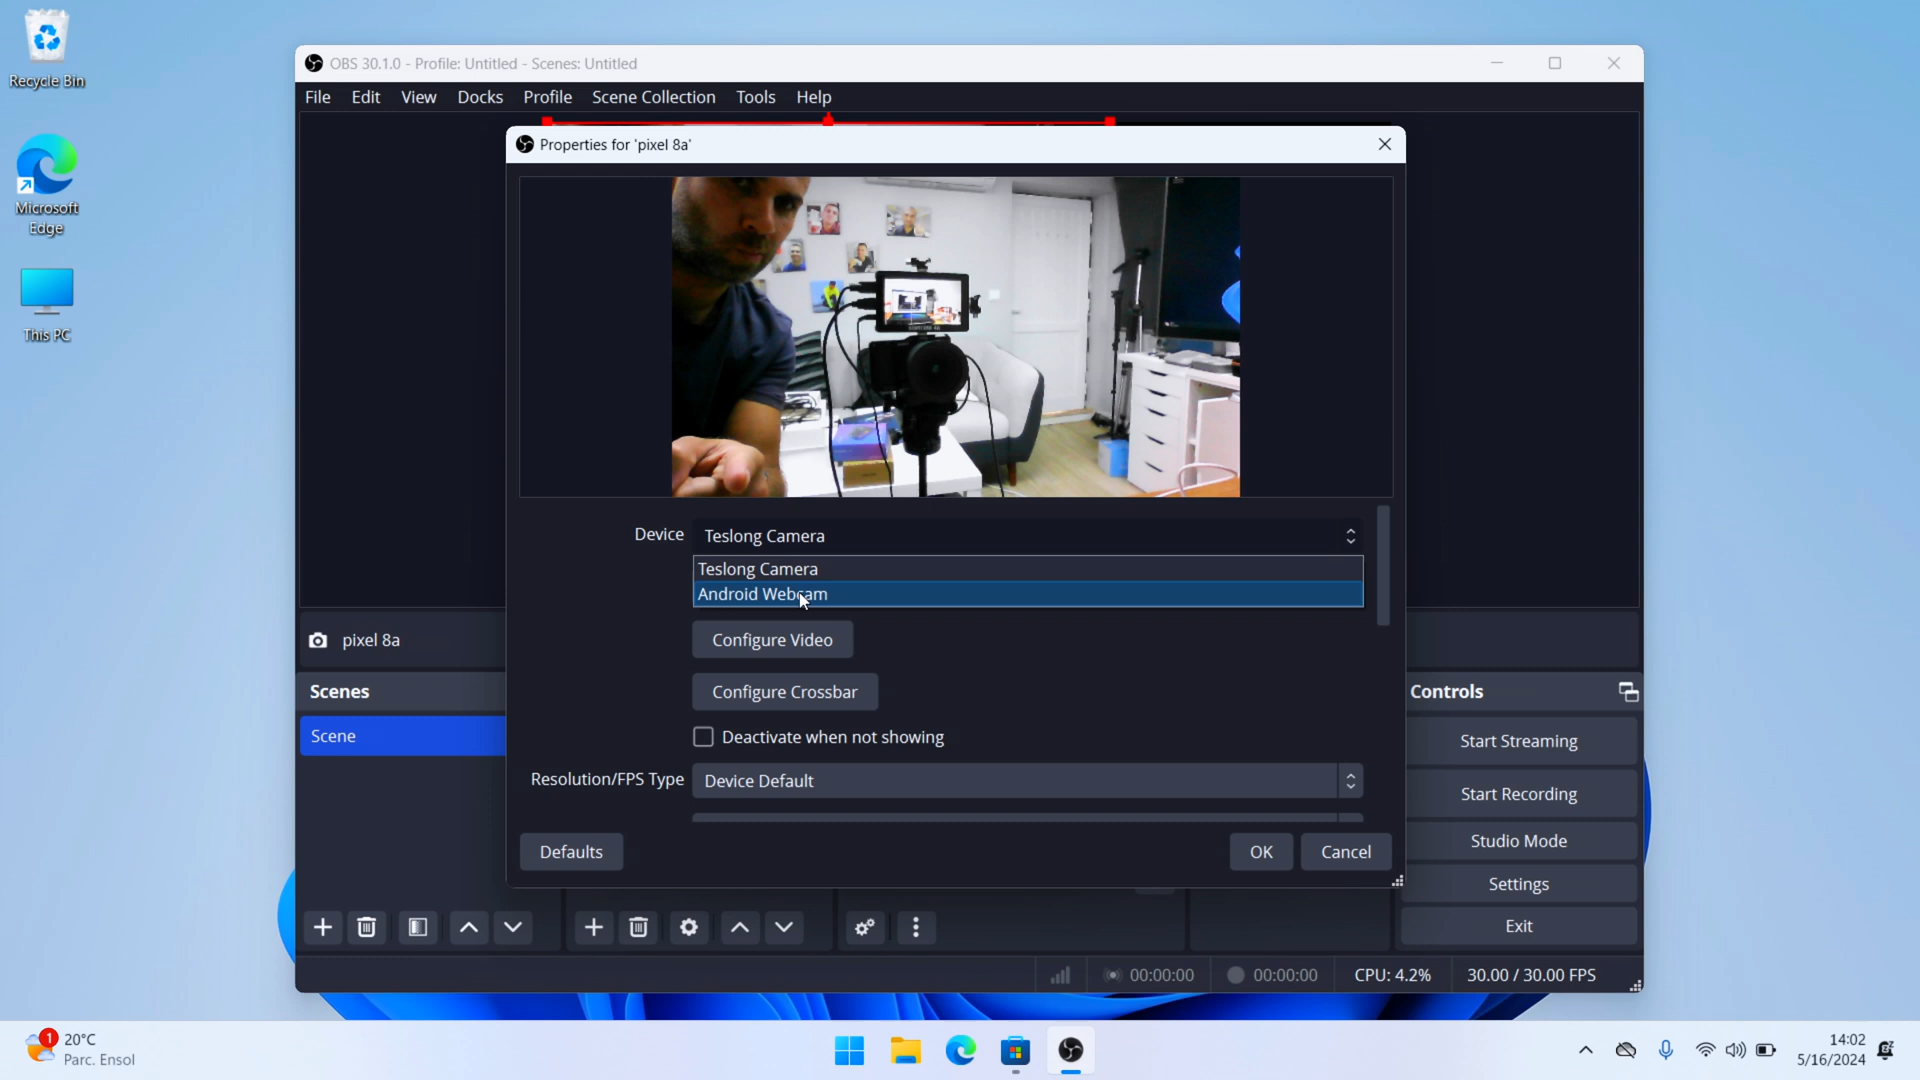 Recycle Bin
Microsoft
Edge
This PC
OBS 30.1.0 - Profile: Untitled - Scenes: Untitled
File Edit View Docks Profile Scene Collection Tools Help
Properties for 'pixel 8a'
Device Teslong Camera
Teslong Camera
Android Webcam
Configure Video
Configure Crossbar
Deactivate when not showing
Resolution/FPS Type Device Default
Defaults OK Cancel
pixel 8a
Scenes
Scene
Controls
Start Streaming
Start Recording
Studio Mode
Settings
Exit
00:00:00 00:00:00 CPU: 4.2% 30.00 / 30.00 FPS
1 20°C
Parc. Ensol
14:02
5/16/2024